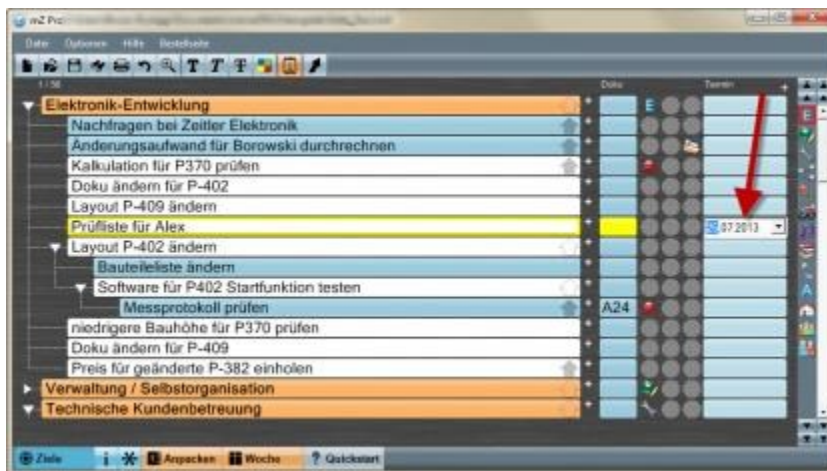 mZ Pro
Datei Optionen Hilfe Bestellseite
Doku Termin
Elektronik-Entwicklung E
Nachfragen bei Zeitler Elektronik
Änderungsaufwand für Borowski durchrechnen
Kalkulation für P370 prüfen
Doku ändern für P-402
Layout P-409 ändern
Prüfliste für Alex .07.2013
Layout P-402 ändern
Bauteileliste ändern
Software für P402 Startfunktion testen
Messprotokoll prüfen A24
niedrigere Bauhöhe für P370 prüfen
Doku ändern für P-409
Preis für geänderte P-382 einholen
Verwaltung / Selbstorganisation
Technische Kundenbetreuung
Ziele Anpacken Woche ? Quickstart